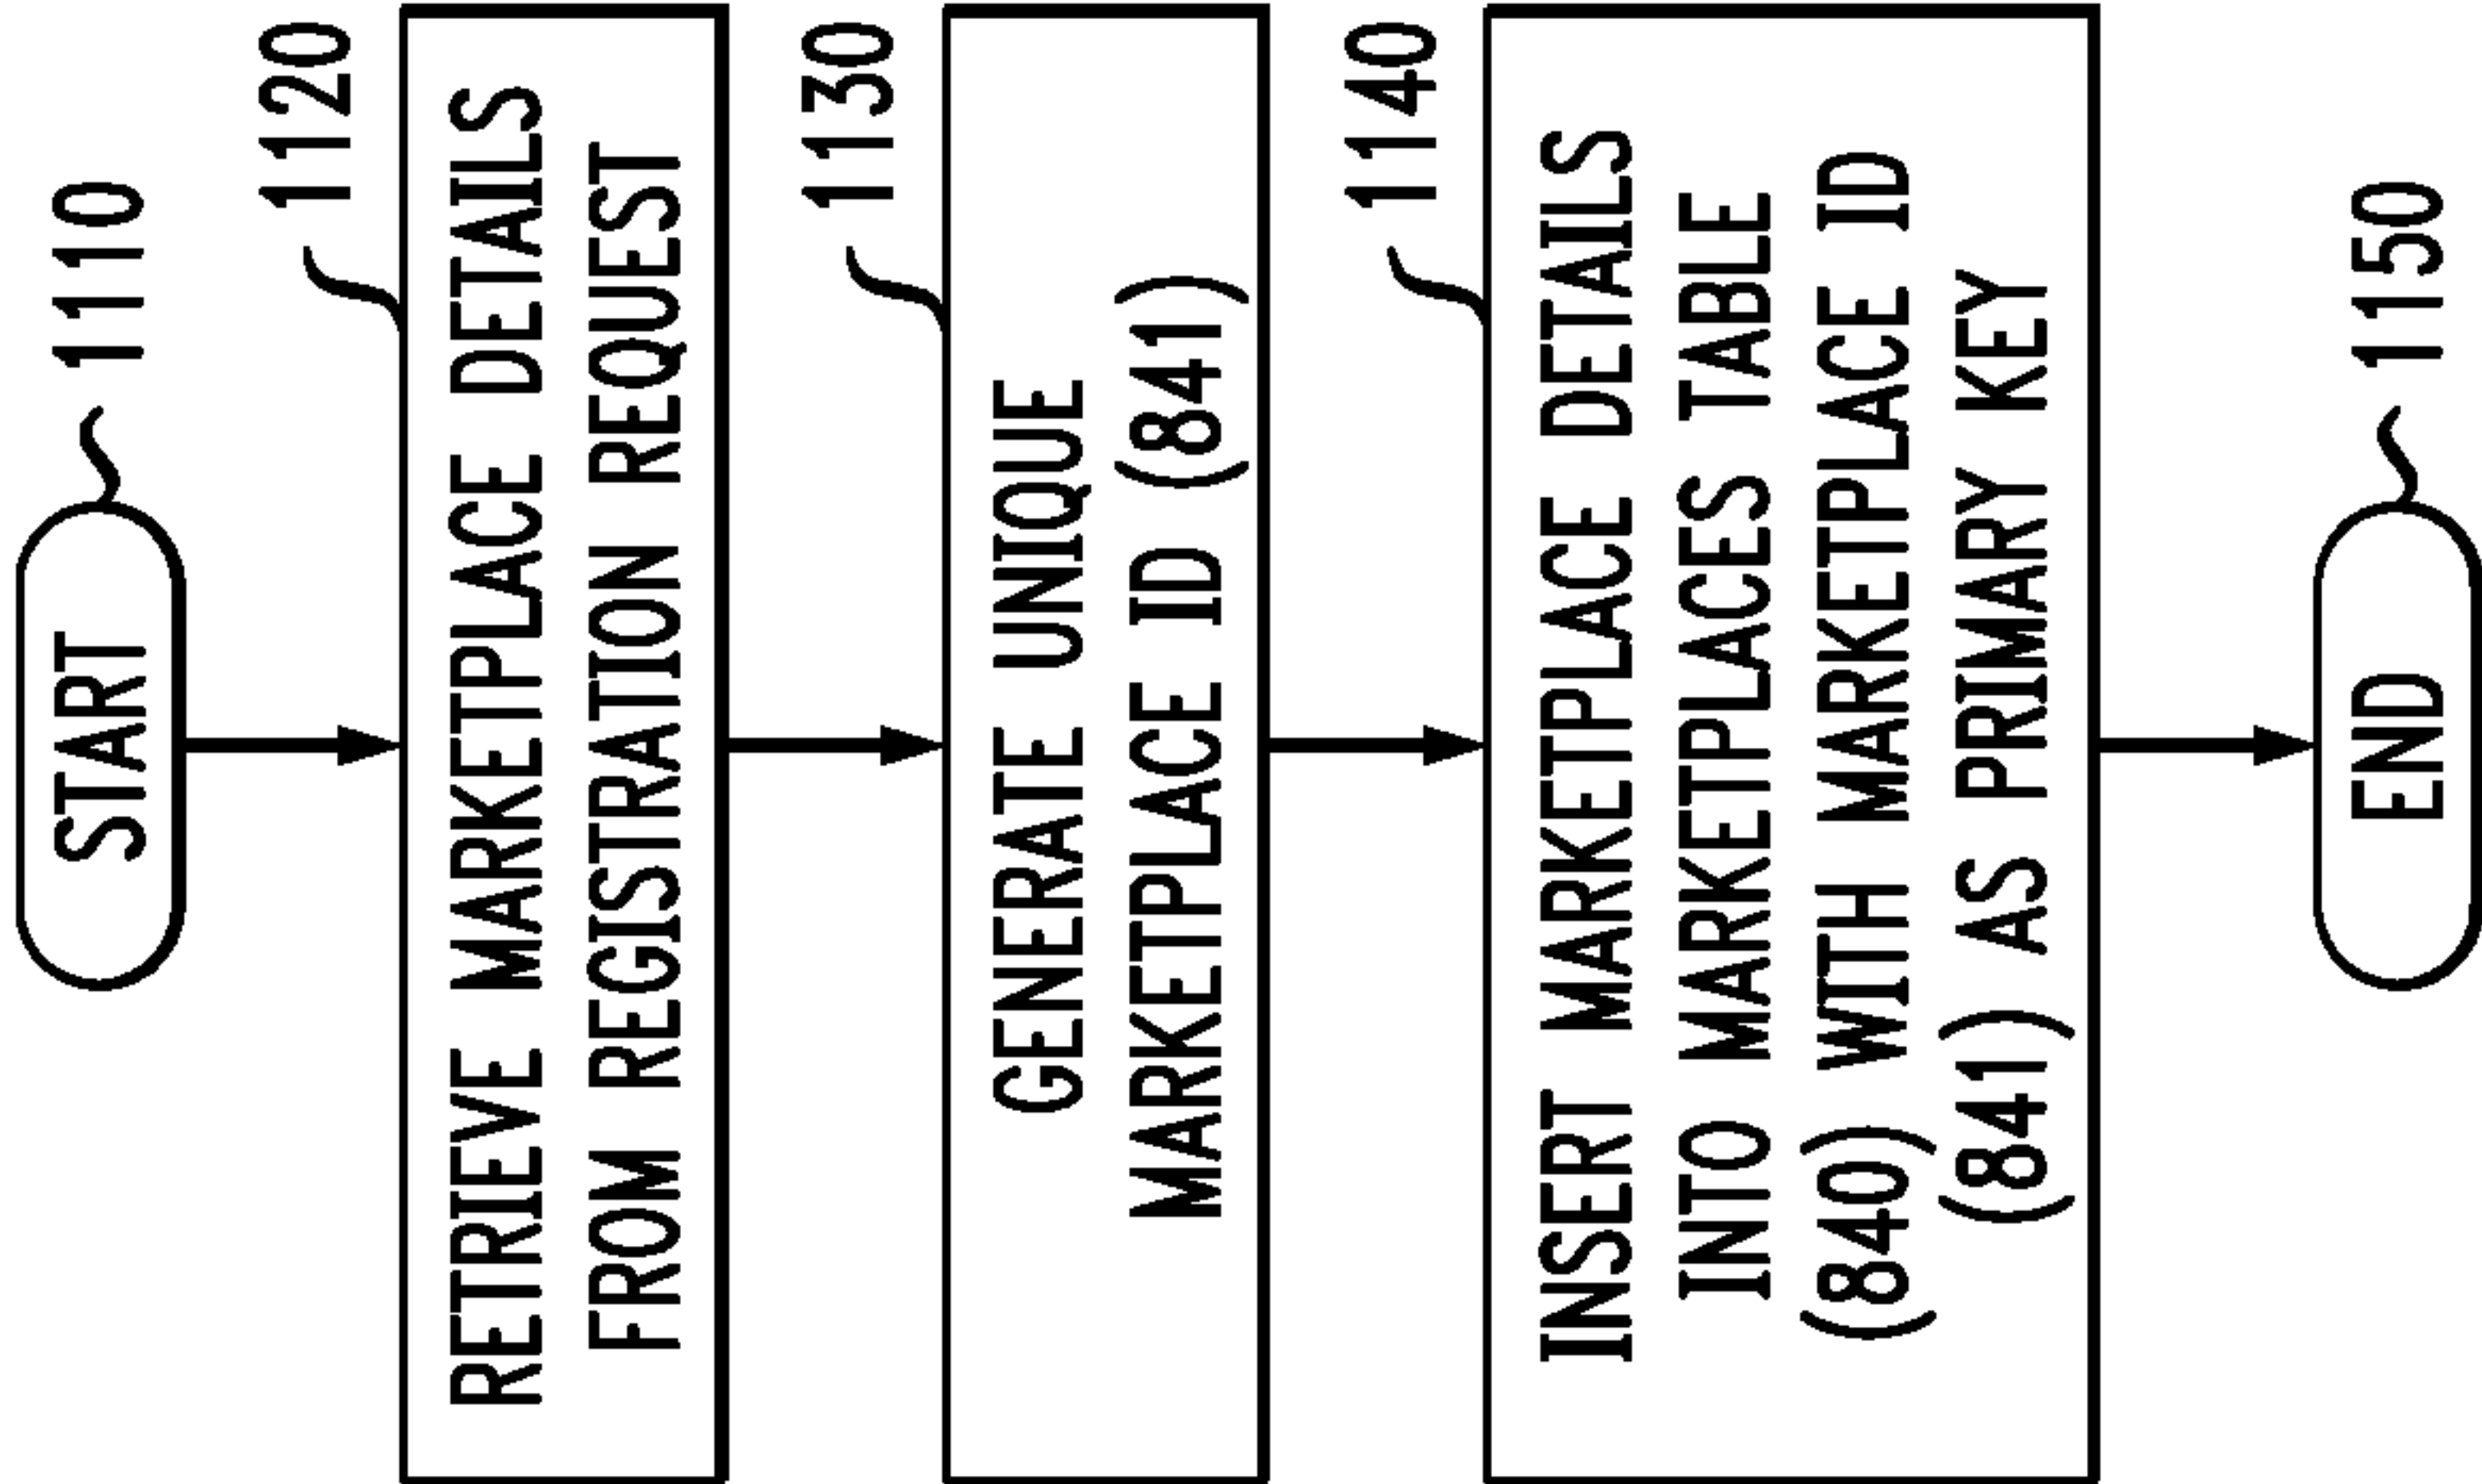 START
1110
1120
RETRIEVE MARKETPLACE DETAILS
FROM REGISTRATION REQUEST
1130
GENERATE UNIQUE
MARKETPLACE ID (841)
1140
INSERT MARKETPLACE DETAILS
INTO MARKETPLACES TABLE
(840) WITH MARKETPLACE ID
(841) AS PRIMARY KEY
END
1150